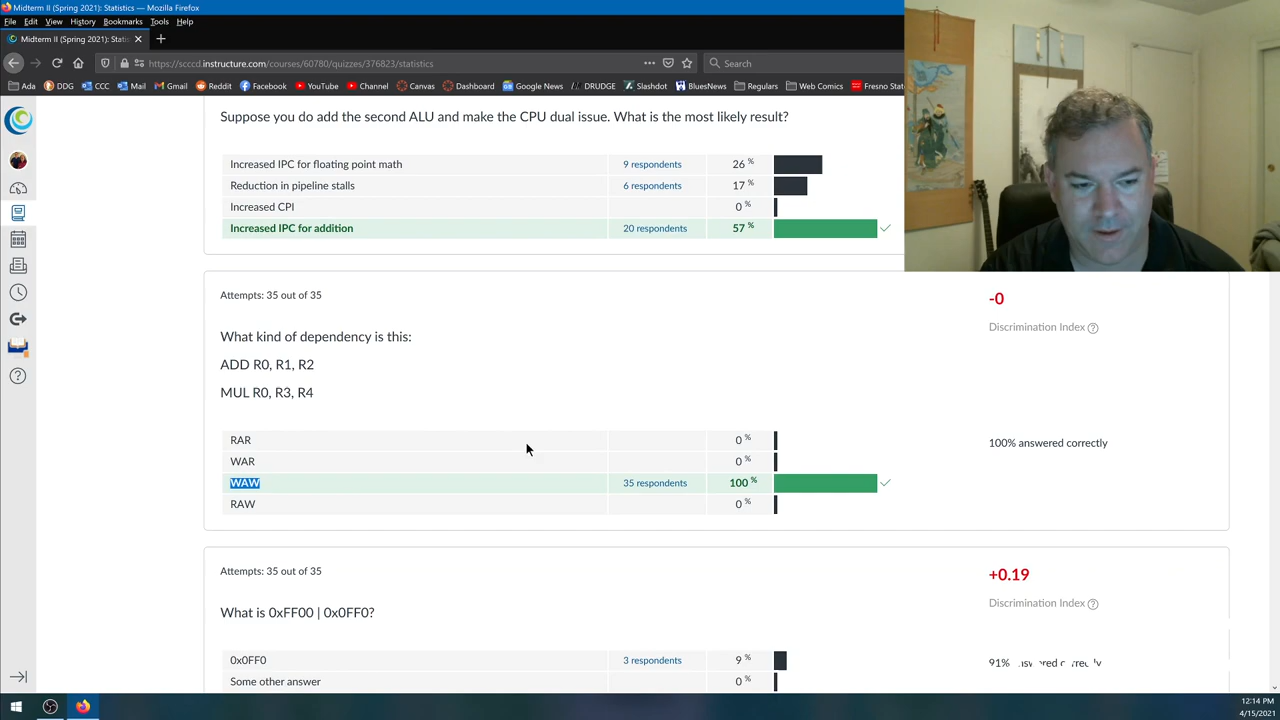 Midterm II (Spring 2021): Statistics — Mozilla Firefox
File Edit View History Bookmarks Tools Help
Midterm II (Spring 2021): Statis
https://scccd.instructure.com/courses/60780/quizzes/376823/statistics
Search
Ada DDG CCC Mail Gmail Reddit Facebook YouTube Channel Canvas Dashboard Google News DRUDGE Slashdot BluesNews Regulars Web Comics Fresno Stat
Suppose you do add the second ALU and make the CPU dual issue. What is the most likely result?
Increased IPC for floating point math 9 respondents 26 %
Reduction in pipeline stalls 6 respondents 17 %
Increased CPI 0 %
Increased IPC for addition 20 respondents 57 %
Attempts: 35 out of 35
-0
Discrimination Index ?
What kind of dependency is this:
ADD R0, R1, R2
MUL R0, R3, R4
RAR 0 %
100% answered correctly
WAR 0 %
WAW 35 respondents 100 %
RAW 0 %
Attempts: 35 out of 35
+0.19
Discrimination Index ?
What is 0xFF00 | 0x0FF0?
0x0FF0 3 respondents 9 %
91%
Some other answer 0 %
12:14 PM
4/15/2021